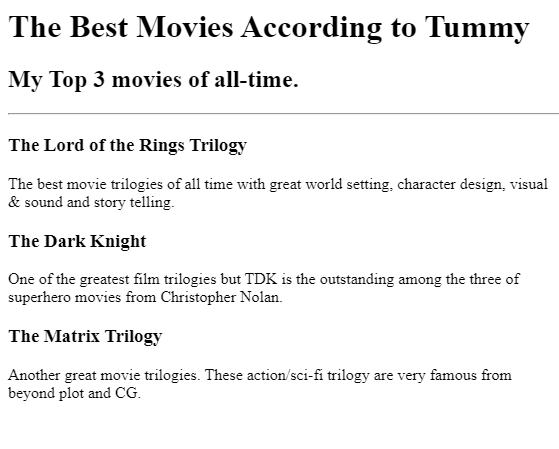 The Best Movies According to Tummy
My Top 3 movies of all-time.
The Lord of the Rings Trilogy
The best movie trilogies of all time with great world setting, character design, visual
& sound and story telling.
The Dark Knight
One of the greatest film trilogies but TDK is the outstanding among the three of
superhero movies from Christopher Nolan.
The Matrix Trilogy
Another great movie trilogies. These action/sci-fi trilogy are very famous from
beyond plot and CG.